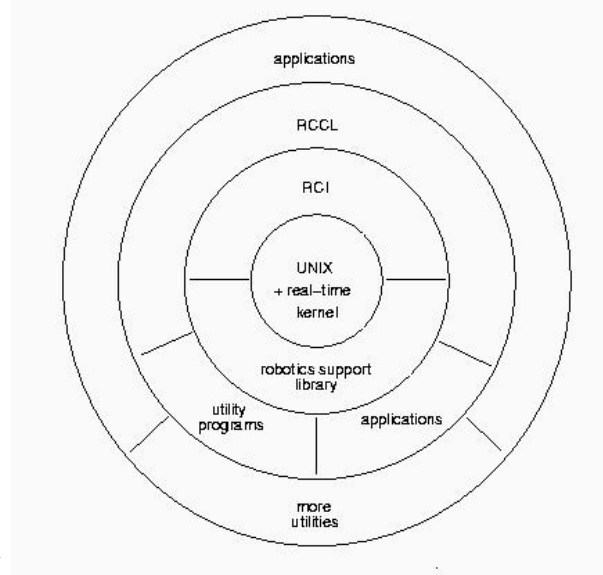 applications
RCCL
RCI
UNIX
+ real-time
kernel
robotics support
library
utility
programs
applications
more
utilities